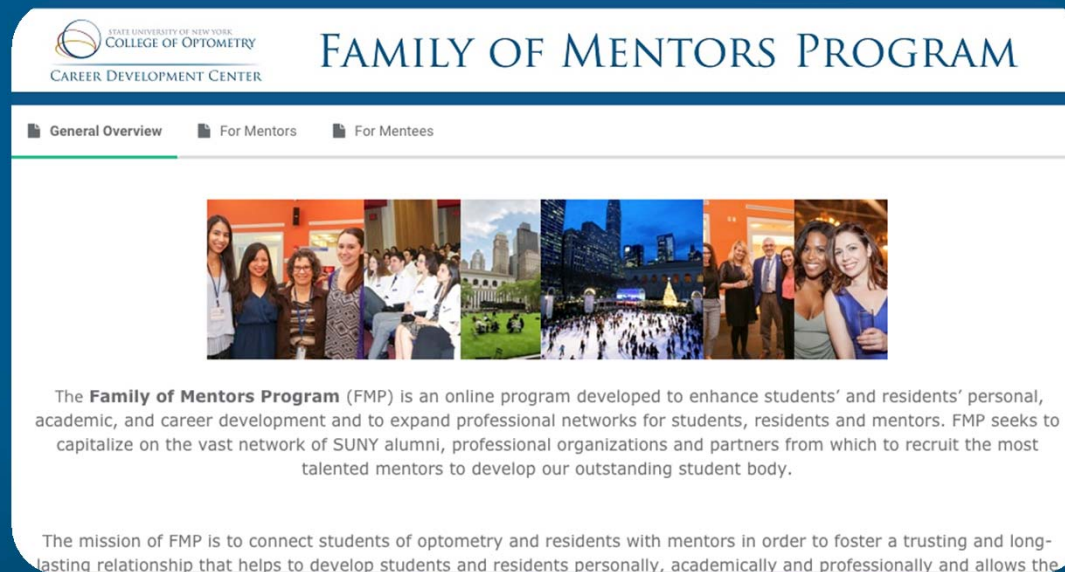 STATE UNIVERSITY OF NEW YORK
COLLEGE OF OPTOMETRY
CAREER DEVELOPMENT CENTER
FAMILY OF MENTORS PROGRAM
General Overview
For Mentors
For Mentees
The Family of Mentors Program (FMP) is an online program developed to enhance students’ and residents’ personal,
academic, and career development and to expand professional networks for students, residents and mentors. FMP seeks to
capitalize on the vast network of SUNY alumni, professional organizations and partners from which to recruit the most
talented mentors to develop our outstanding student body.
The mission of FMP is to connect students of optometry and residents with mentors in order to foster a trusting and long-
lasting relationship that helps to develop students and residents personally, academically and professionally and allows the